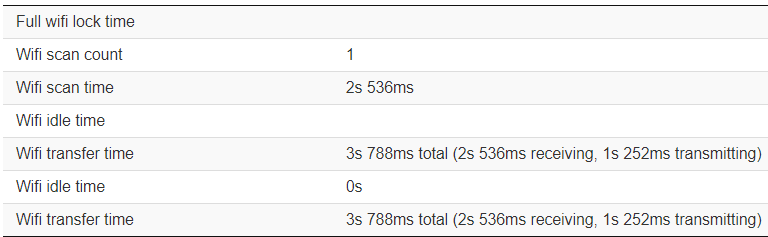 Full wifi lock time
Wifi scan count 1
Wifi scan time 2s 536ms
Wifi idle time
Wifi transfer time 3s 788ms total (2s 536ms receiving, 1s 252ms transmitting)
Wifi idle time 0s
Wifi transfer time 3s 788ms total (2s 536ms receiving, 1s 252ms transmitting)